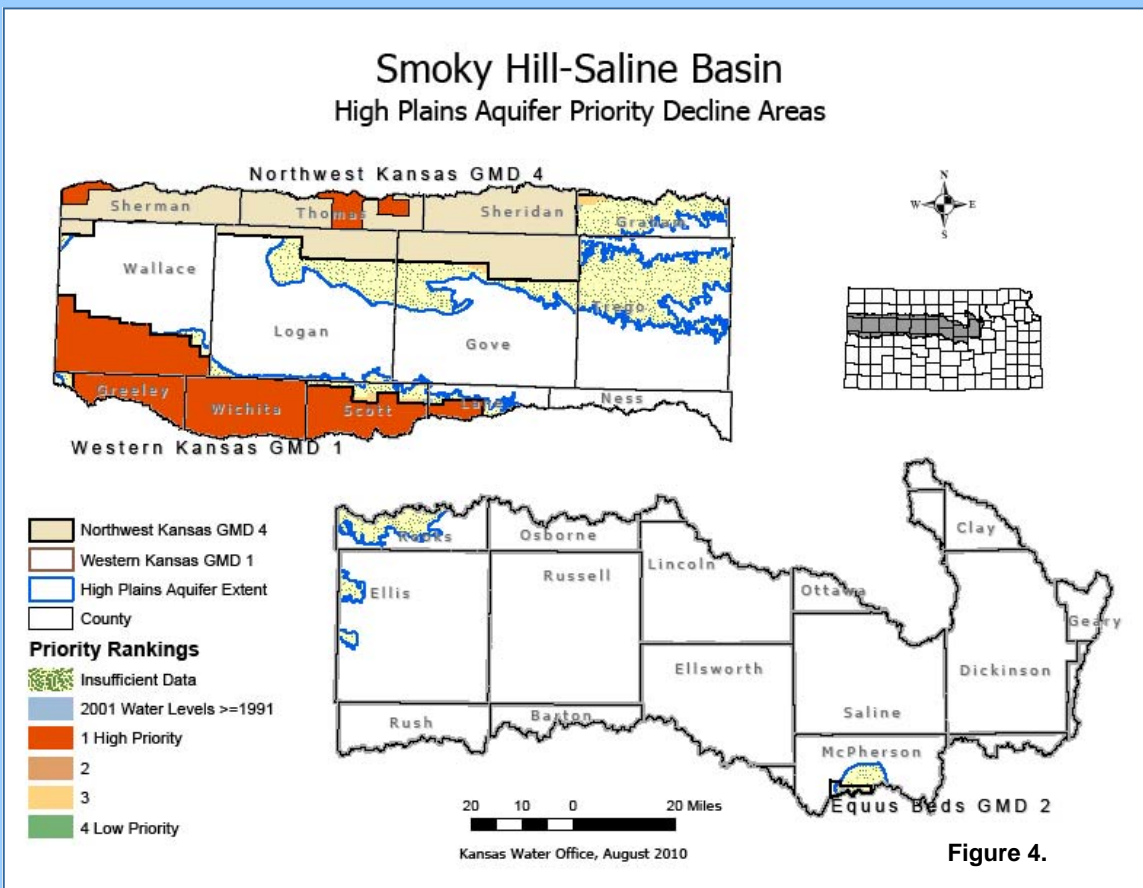 Smoky Hill-Saline Basin
High Plains Aquifer Priority Decline Areas
Northwest Kansas GMD 4
Sherman
Thomas
Sheridan
Graham
Wallace
Logan
Gove
Trego
Greeley
Wichita
Scott
Lane
Ness
Western Kansas GMD 1
N
W
E
S
Northwest Kansas GMD 4
Western Kansas GMD 1
High Plains Aquifer Extent
County
Priority Rankings
Insufficient Data
2001 Water Levels >=1991
1 High Priority
2
3
4 Low Priority
Rooks
Osborne
Lincoln
Clay
Ellis
Russell
Ottawa
Geary
Ellsworth
Dickinson
Rush
Barton
Saline
McPherson
Equus Beds GMD 2
20 10 0 20 Miles
Kansas Water Office, August 2010
Figure 4.